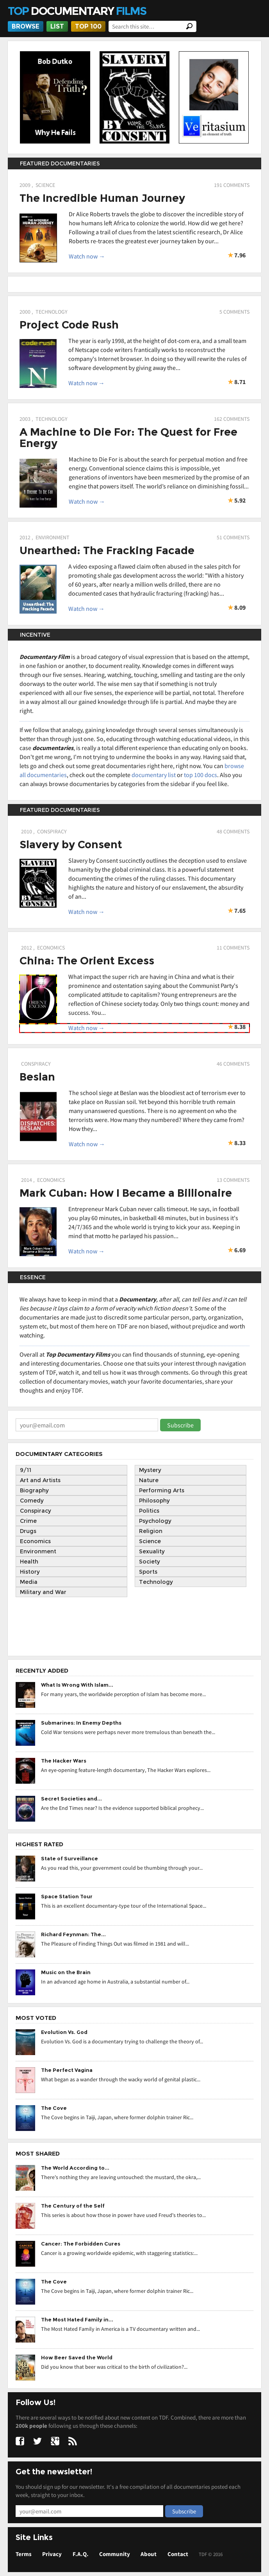 TOP DOCUMENTARY FILMS
BROWSE LIST TOP 100 Search this site...
Bob Dutko
Defending Truth?
Why He Fails
SLAVERY
BY
CONSENT
Ve ritasium
an element of truth
FEATURED DOCUMENTARIES
2009 , SCIENCE 191 COMMENTS
The Incredible Human Journey
Dr Alice Roberts travels the globe to discover the incredible story of
how humans left Africa to colonize the world. How did we get here?
Following a trail of clues left by the latest scientific research, Dr Alice
Roberts re-traces the greatest ever journey taken by our...
Watch now → 7.96
2000 , TECHNOLOGY 5 COMMENTS
Project Code Rush
The year is early 1998, at the height of dot-com era, and a small team
of Netscape code writers frantically works to reconstruct the
company's Internet browser. In doing so they will rewrite the rules of
software development by giving away the...
Watch now → 8.71
2003 , TECHNOLOGY 162 COMMENTS
A Machine to Die For: The Quest for Free
Energy
Machine to Die For is about the search for perpetual motion and free
energy. Conventional science claims this is impossible, yet
generations of inventors have been mesmerized by the promise of an
engine that powers itself. The world's reliance on diminishing fossil...
Watch now → 5.92
2012 , ENVIRONMENT 51 COMMENTS
Unearthed: The Fracking Facade
A video exposing a flawed claim often abused in the sales pitch for
promoting shale gas development across the world: "With a history
of 60 years, after nearly a million wells drilled, there are no
documented cases that hydraulic fracturing (fracking) has...
Watch now → 8.09
INCENTIVE
Documentary Film is a broad category of visual expression that is based on the attempt,
in one fashion or another, to document reality. Knowledge comes in different ways
through our five senses. Hearing, watching, touching, smelling and tasting are the only
doorways to the outer world. The wise men may say that even if reality is being
experienced with all our five senses, the experience will be partial, not total. Therefore
in a way around all our gained knowledge through life is partial. And maybe they are
right.
If we follow that analogy, gaining knowledge through several senses simultaneously is
better than through just one. So, educating through educational videos, in this
case documentaries, is really a total different experience than educating only on books.
Don't take me wrong, I'm not trying to undermine the books in any way. Having said that,
lets go and check out some great documentaries right here, right now. You can browse
all documentaries, check out the complete documentary list or top 100 docs. Also you
can always browse documentaries by categories from the sidebar if you feel like.
FEATURED DOCUMENTARIES
2010 , CONSPIRACY 48 COMMENTS
Slavery by Consent
Slavery by Consent succinctly outlines the deception and abuse of
humanity by the global criminal class. It is a powerful statement
documenting the crimes of the ruling class. This documentary
highlights the nature and history of our enslavement, the absurdity
of an...
Watch now → 7.65
2012 , ECONOMICS 11 COMMENTS
China: The Orient Excess
What impact the super rich are having in China and what is their
provenience and orientation saying about the Communist Party's
complicated attitude to capitalism? Young entrepreneurs are the
reflection of Chinese society today. Only two things count: money and
success. You...
Watch now → 8.38
CONSPIRACY 46 COMMENTS
Beslan
The school siege at Beslan was the bloodiest act of terrorism ever to
take place on Russian soil. Yet beyond this horrible truth remain
many unanswered questions. There is no agreement on who the
terrorists were. How many they numbered? Where they came from?
How they...
Watch now → 8.33
2014 , ECONOMICS 13 COMMENTS
Mark Cuban: How I Became a Billionaire
Entrepreneur Mark Cuban never calls timeout. He says, in football
you play 60 minutes, in basketball 48 minutes, but in business it's
24/7/365 and the whole world is trying to kick your ass. Keeping in
mind that motto he parlayed his passion...
Watch now → 6.69
ESSENCE
We always have to keep in mind that a Documentary, after all, can tell lies and it can tell
lies because it lays claim to a form of veracity which fiction doesn't. Some of the
documentaries are made just to discredit some particular person, party, organization,
system etc, but most of them here on TDF are non biased, without prejudice and worth
watching.
Overall at Top Documentary Films you can find thousands of stunning, eye-opening
and interesting documentaries. Choose one that suits your interest through navigation
system of TDF, watch it, and tell us how it was through comments. Go through this great
collection of documentary movies, watch your favorite documentaries, share your
thoughts and enjoy TDF.
your@email.com Subscribe
DOCUMENTARY CATEGORIES
9/11
Art and Artists
Biography
Comedy
Conspiracy
Crime
Drugs
Economics
Environment
Health
History
Media
Military and War
Mystery
Nature
Performing Arts
Philosophy
Politics
Psychology
Religion
Science
Sexuality
Society
Sports
Technology
RECENTLY ADDED
What Is Wrong With Islam...
For many years, the worldwide perception of Islam has become more...
Submarines: In Enemy Depths
Cold War tensions were perhaps never more tremulous than beneath the...
The Hacker Wars
An eye-opening feature-length documentary, The Hacker Wars explores...
Secret Societies and...
Are the End Times near? Is the evidence supported biblical prophecy...
HIGHEST RATED
State of Surveillance
As you read this, your government could be thumbing through your...
Space Station Tour
This is an excellent documentary-type tour of the International Space...
Richard Feynman: The...
The Pleasure of Finding Things Out was filmed in 1981 and will...
Music on the Brain
In an advanced age home in Australia, a substantial number of...
MOST VOTED
Evolution Vs. God
Evolution Vs. God is a documentary trying to challenge the theory of...
The Perfect Vagina
What began as a wander through the wacky world of genital plastic...
The Cove
The Cove begins in Taiji, Japan, where former dolphin trainer Ric...
MOST SHARED
The World According to...
There's nothing they are leaving untouched: the mustard, the okra,...
The Century of the Self
This series is about how those in power have used Freud's theories to...
Cancer: The Forbidden Cures
Cancer is a growing worldwide epidemic, with staggering statistics:...
The Cove
The Cove begins in Taiji, Japan, where former dolphin trainer Ric...
The Most Hated Family in...
The Most Hated Family in America is a TV documentary written and...
How Beer Saved the World
Did you know that beer was critical to the birth of civilization?...
Follow Us!
There are several ways to be notified about new content on TDF. Combined, there are more than
200k people following us through these channels:
Get the newsletter!
You should sign up for our newsletter. It's a free compilation of all documentaries posted each
week, straight to your inbox.
your@email.com Subscribe
Site Links
Terms Privacy F.A.Q. Community About Contact TDF © 2016